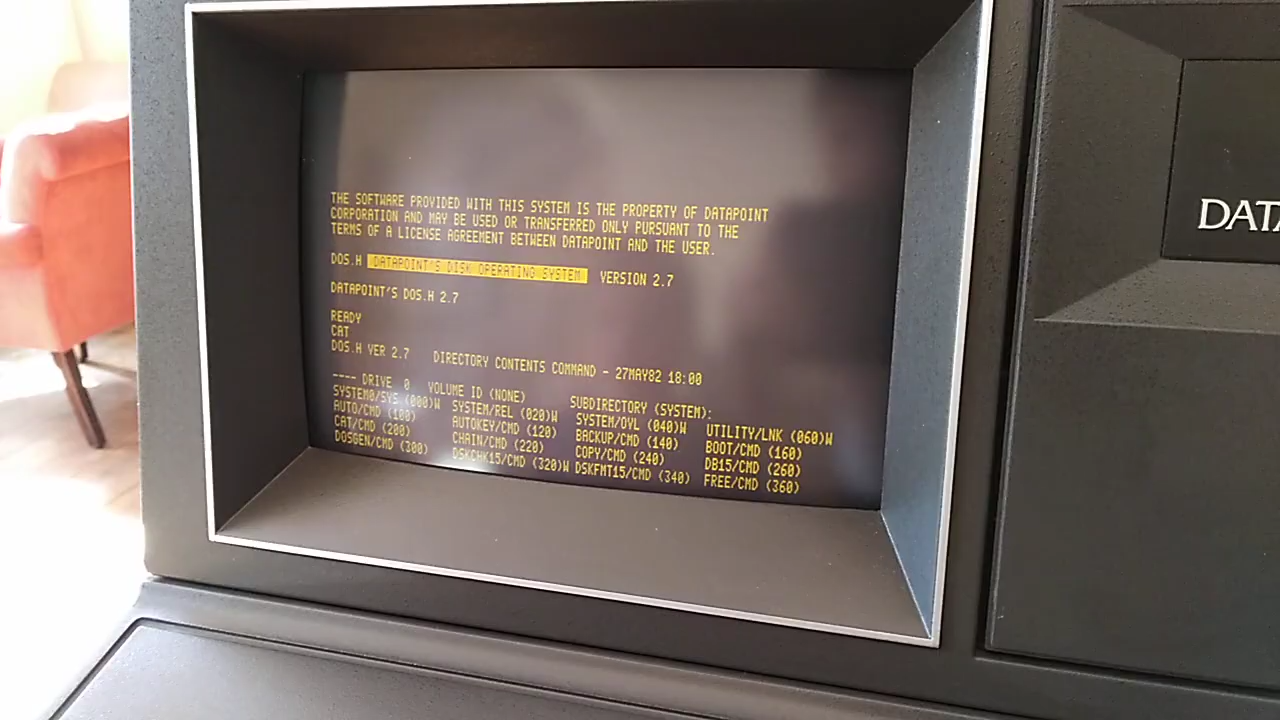 THE SOFTWARE PROVIDED WITH THIS SYSTEM IS THE PROPERTY OF DATAPOINT
CORPORATION AND MAY BE USED OR TRANSFERRED ONLY PURSUANT TO THE
TERMS OF A LICENSE AGREEMENT BETWEEN DATAPOINT AND THE USER.
DOS.H DATAPOINT'S DISK OPERATING SYSTEM VERSION 2.7
DATAPOINT'S DOS.H 2.7
READY
CAT
DOS.H VER 2.7 DIRECTORY CONTENTS COMMAND - 27MAY82 18:00
---- DRIVE 0 VOLUME ID (NONE) SUBDIRECTORY (SYSTEM):
SYSTEM0/SYS (000)W SYSTEM/REL (020)W SYSTEM/OYL (040)W UTILITY/LNK (060)W
AUTO/CMD (100) AUTOKEY/CMD (120) BACKUP/CMD (140) BOOT/CMD (160)
CAT/CMD (200) CHAIN/CMD (220) COPY/CMD (240) DB15/CMD (260)
DOSGEN/CMD (300) DSKCHK15/CMD (320)W DSKFMT15/CMD (340) FREE/CMD (360)
DATA